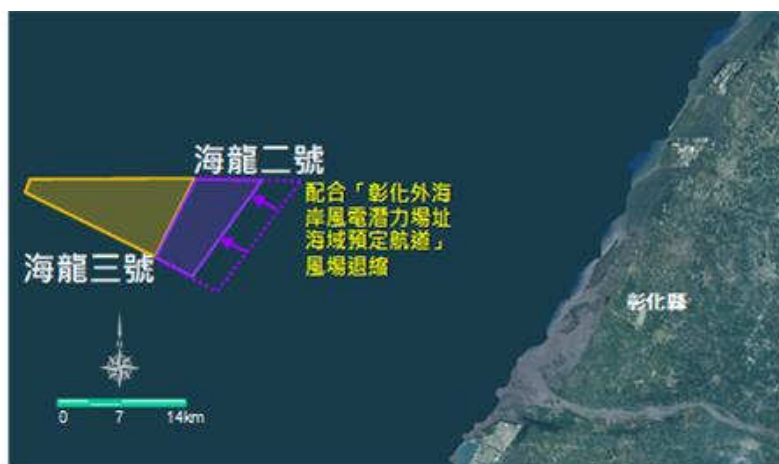 海龍二號
配合「彰化外海
岸風電潛力場址
海域預定航道」
風場退縮
海龍三號
彰化縣
0 7 14km